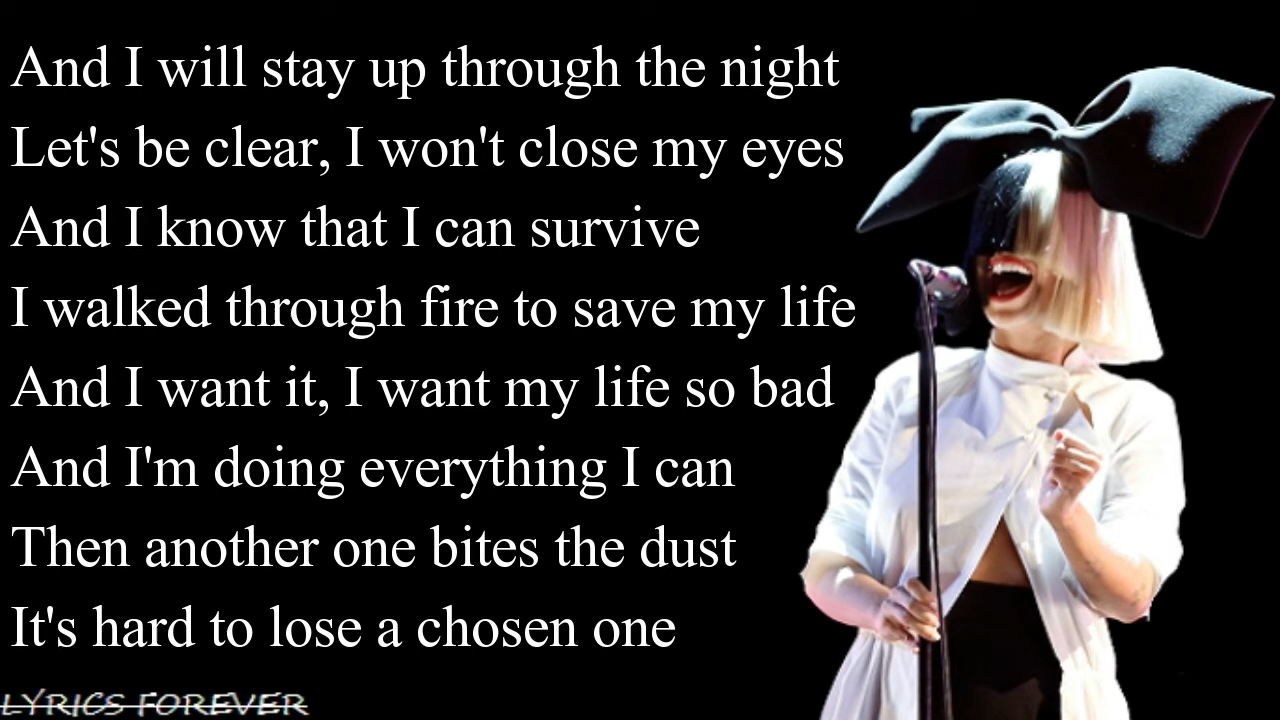 And I will stay up through the night
Let's be clear, I won't close my eyes
And I know that I can survive
I walked through fire to save my life
And I want it, I want my life so bad
And I'm doing everything I can
Then another one bites the dust
It's hard to lose a chosen one
LYRICS FOREVER